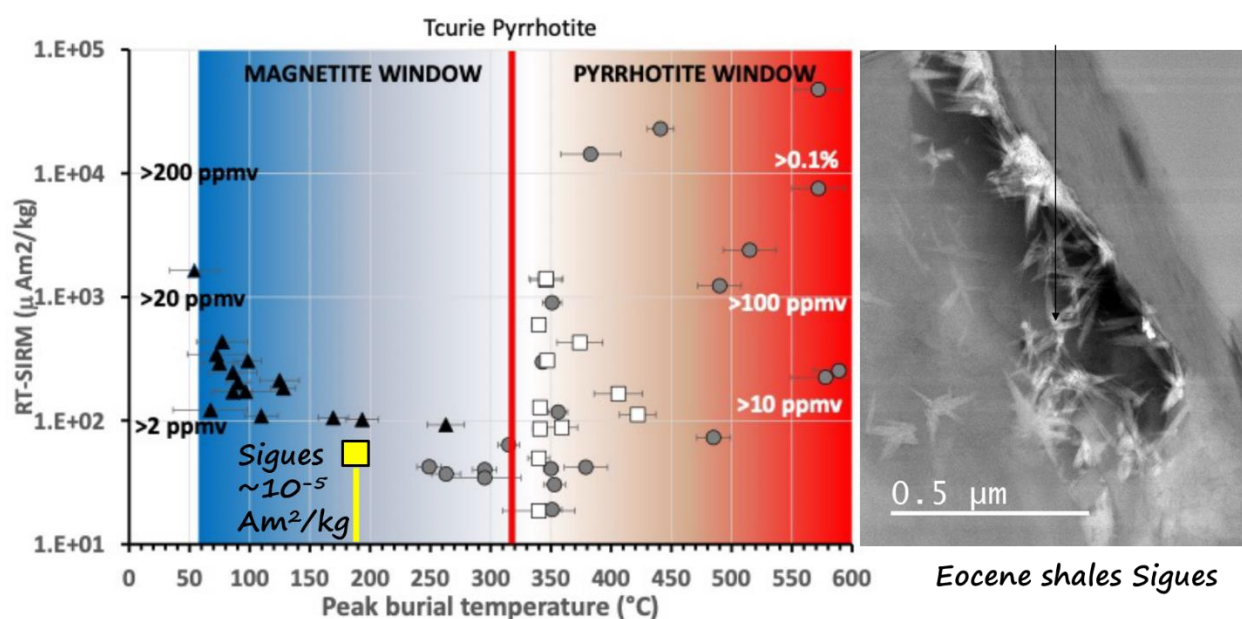 Tcurie Pyrrhotite
MAGNETITE WINDOW
PYRRHOTITE WINDOW
1.E+05
1.E+04
1.E+03
1.E+02
1.E+01
RT-SIRM (µ Am2/kg)
>200 ppmv
>20 ppmv
>2 ppmv
>0.1%
>100 ppmv
>10 ppmv
Sigues
~10⁻⁵
Am²/kg
0 50 100 150 200 250 300 350 400 450 500 550 600
Peak burial temperature (°C)
0.5 µm
Eocene shales Sigues